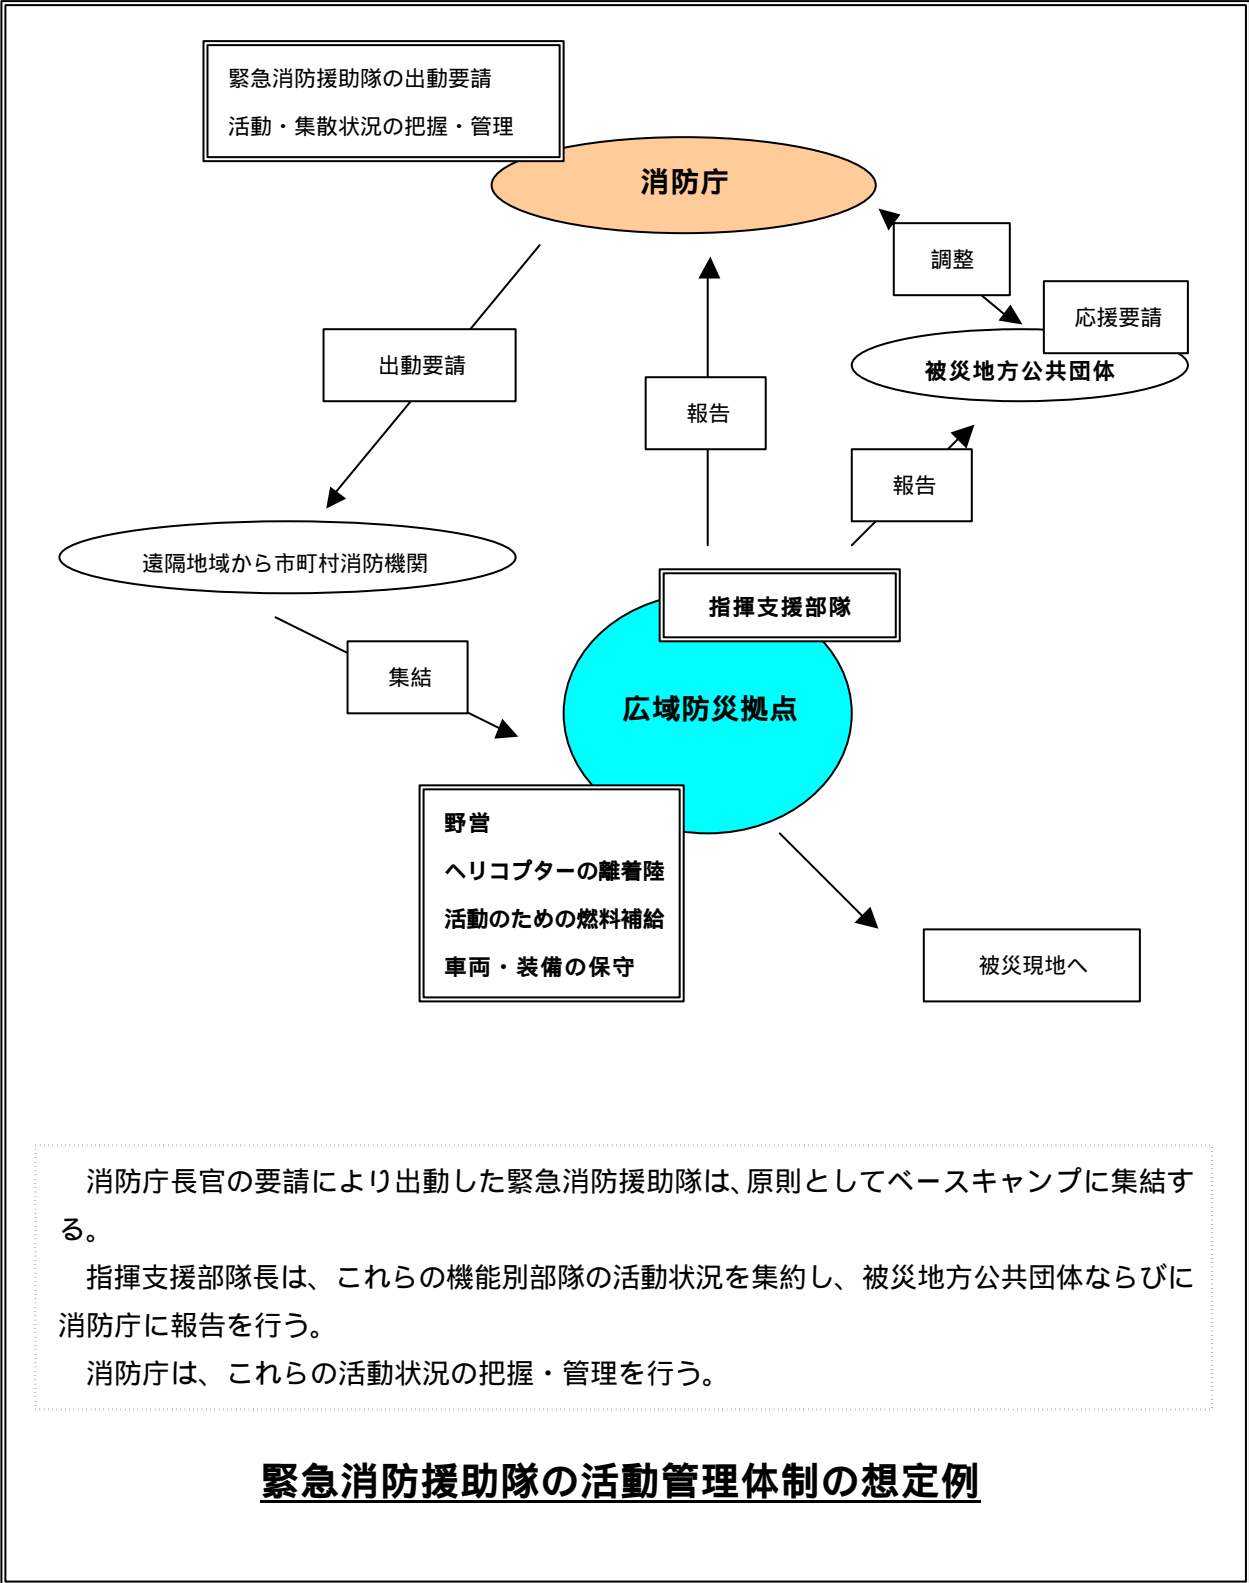 緊急消防援助隊の出動要請
活動・集散状況の把握・管理
消防庁
調整
応援要請
出動要請
被災地方公共団体
報告
報告
遠隔地域から市町村消防機関
指揮支援部隊
集結
広域防災拠点
野営
ヘリコプターの離着陸
活動のための燃料補給
車両・装備の保守
被災現地へ
消防庁長官の要請により出動した緊急消防援助隊は、原則としてベースキャンプに集結す
る。
指揮支援部隊長は、これらの機能別部隊の活動状況を集約し、被災地方公共団体ならびに
消防庁に報告を行う。
消防庁は、これらの活動状況の把握・管理を行う。
緊急消防援助隊の活動管理体制の想定例